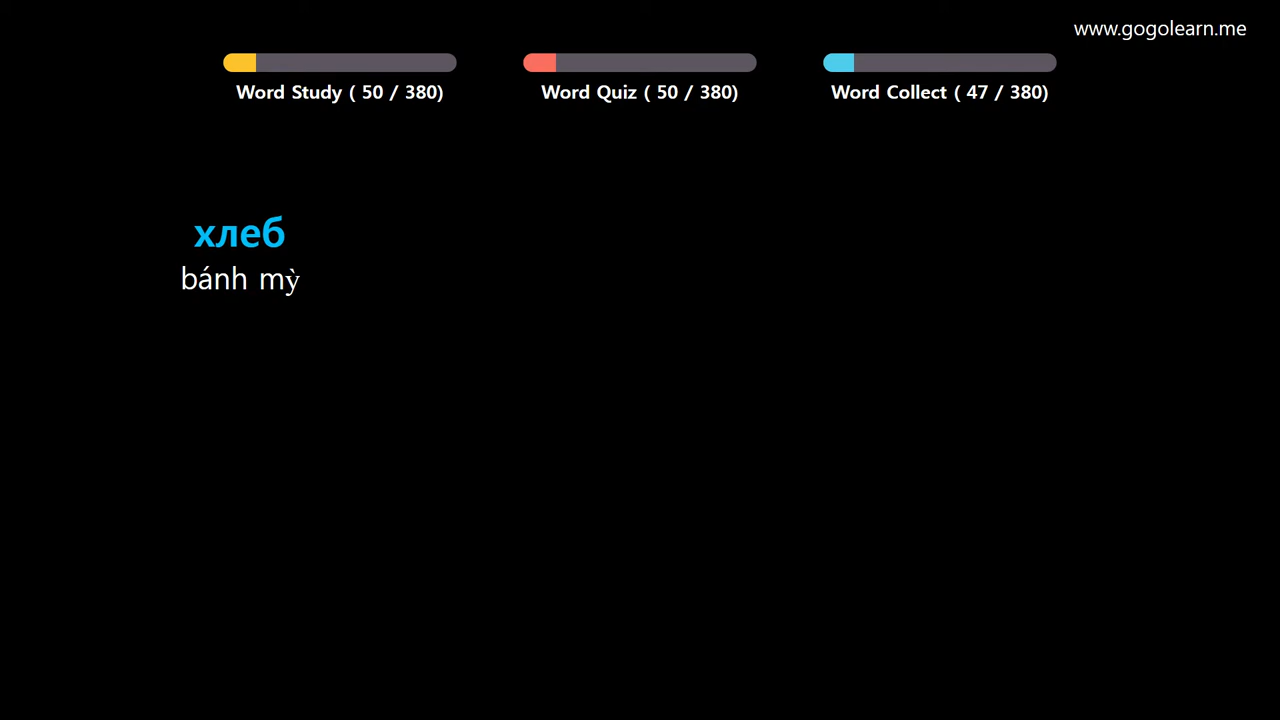 www.gogolearn.me
Word Study ( 50 / 380)
Word Quiz ( 50 / 380)
Word Collect ( 47 / 380)
хлеб
bánh mỳ